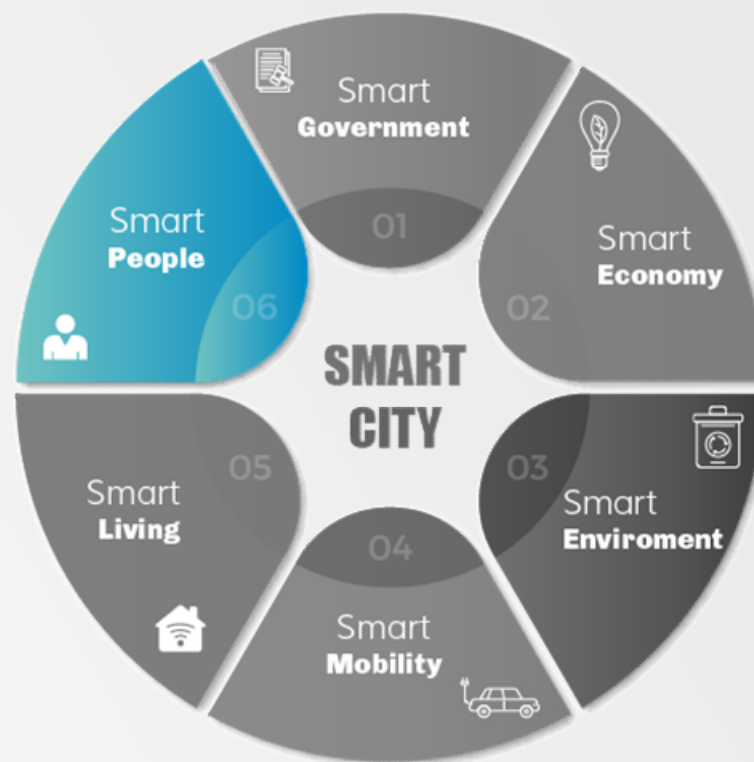 Smart
Government
01
Smart
Economy
02
Smart
Enviroment
03
Smart
Mobility
04
Smart
Living
05
Smart
People
06
SMART
CITY